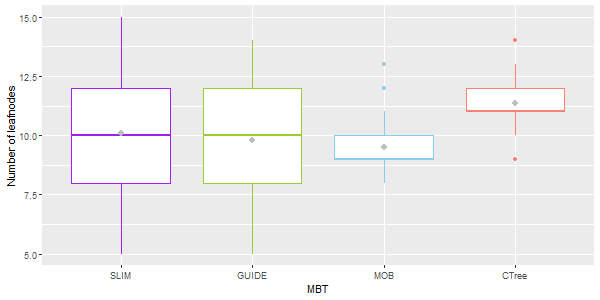 Number of leafnodes
15.0
12.5
10.0
7.5
5.0
SLIM GUIDE MOB CTree
MBT